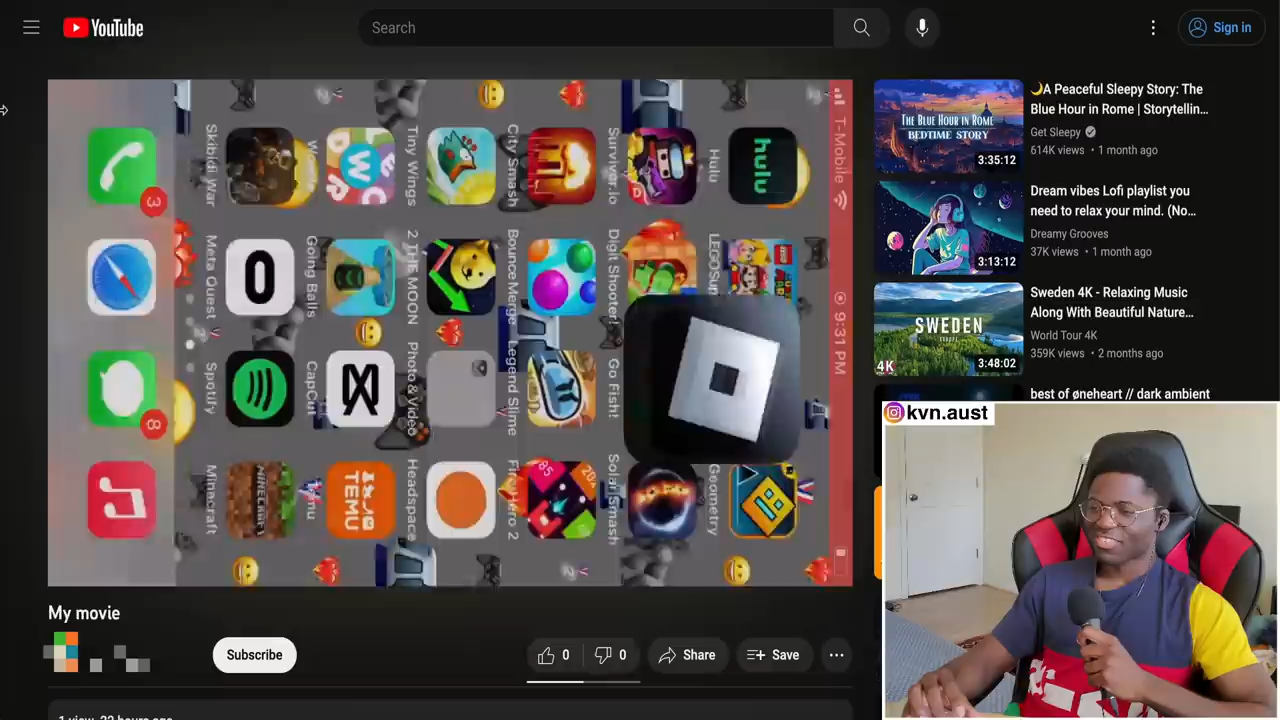 YouTube
Search
Sign in
T-Mobile
9:31 PM
hulu
Hulu
Geometry
Survivor.io
Digit Shooter!
Go Fish!
Solar Smash
City Smash
Bounce Merge
Legend Slime
Tiny Wings
2 THE MOON
Photo & Video
Headspace
Going Balls
CapCut
TEMU
Skibidi War
Meta Quest
Spotify
Minecraft
3
8
My movie
Subscribe
0
0
Share
Save
THE BLUE HOUR IN ROME
BEDTIME STORY
3:35:12
🌙A Peaceful Sleepy Story: The
Blue Hour in Rome | Storytellin...
Get Sleepy
614K views • 1 month ago
3:13:12
Dream vibes Lofi playlist you
need to relax your mind. (No...
Dreamy Grooves
37K views • 1 month ago
SWEDEN
4K
3:48:02
Sweden 4K - Relaxing Music
Along With Beautiful Nature...
World Tour 4K
359K views • 2 months ago
best of øneheart // dark ambient
kvn.aust